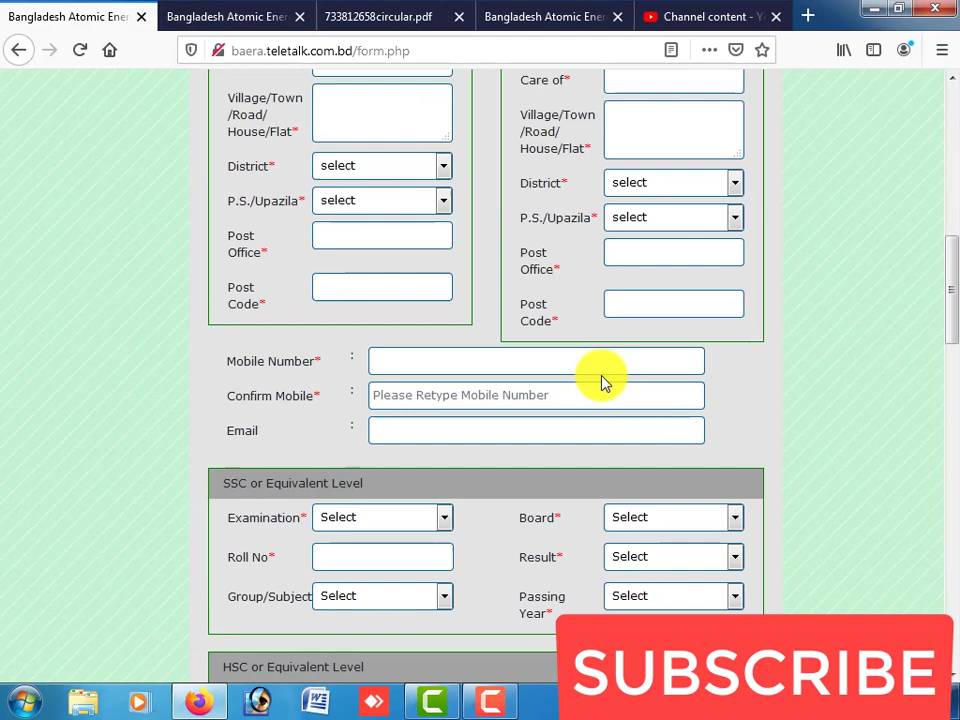 Bangladesh Atomic Ener
Bangladesh Atomic Ener
733812658circular.pdf
Bangladesh Atomic Ener
Channel content - Yo
baera.teletalk.com.bd/form.php
Village/Town
/Road/
House/Flat*
District*
select
P.S./Upazila*
select
Post
Office*
Post
Code*
Care of*
Village/Town
/Road/
House/Flat*
District*
select
P.S./Upazila*
select
Post
Office*
Post
Code*
Mobile Number*
:
Confirm Mobile*
:
Please Retype Mobile Number
Email
:
SSC or Equivalent Level
Examination*
Select
Board*
Select
Roll No*
Result*
Select
Group/Subject
Select
Passing
Year*
Select
HSC or Equivalent Level
SUBSCRIBE